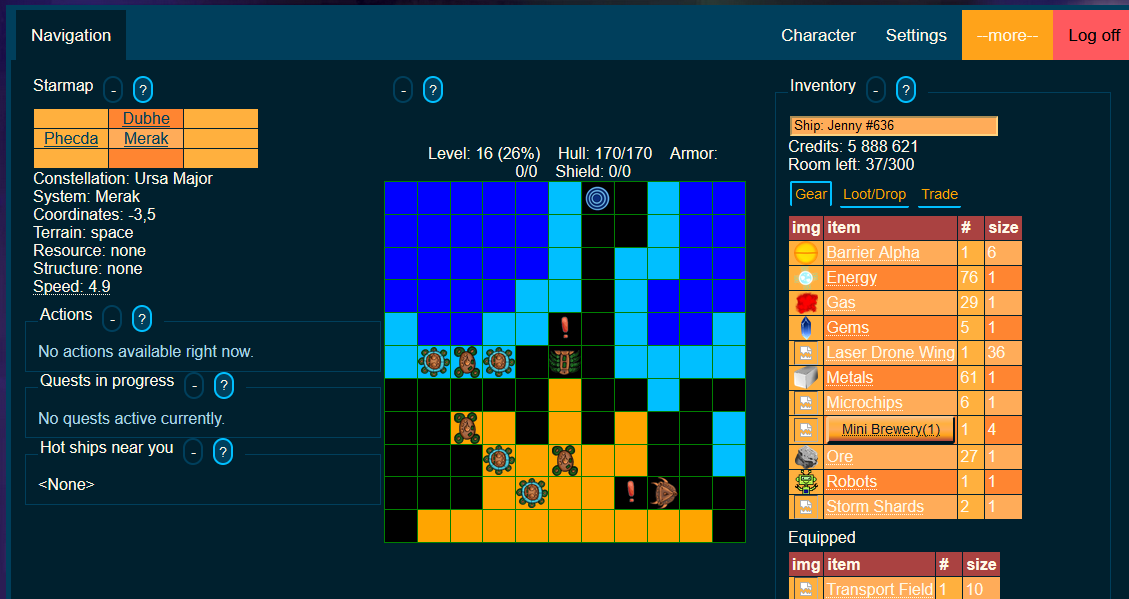 Navigation
Character Settings --more-- Log off
Starmap - ?
Dubhe
Phecda Merak
Constellation: Ursa Major
System: Merak
Coordinates: -3,5
Terrain: space
Resource: none
Structure: none
Speed: 4.9
Actions - ?
No actions available right now.
Quests in progress - ?
No quests active currently.
Hot ships near you - ?
<None>
- ?
Level: 16 (26%) Hull: 170/170 Armor:
0/0 Shield: 0/0
Inventory - ?
Ship: Jenny #636
Credits: 5 888 621
Room left: 37/300
Gear Loot/Drop Trade
img item # size
Barrier Alpha 1 6
Energy 76 1
Gas 29 1
Gems 5 1
Laser Drone Wing 1 36
Metals 61 1
Microchips 6 1
Mini Brewery(1) 1 4
Ore 27 1
Robots 1 1
Storm Shards 2 1
Equipped
img item # size
Transport Field 1 10